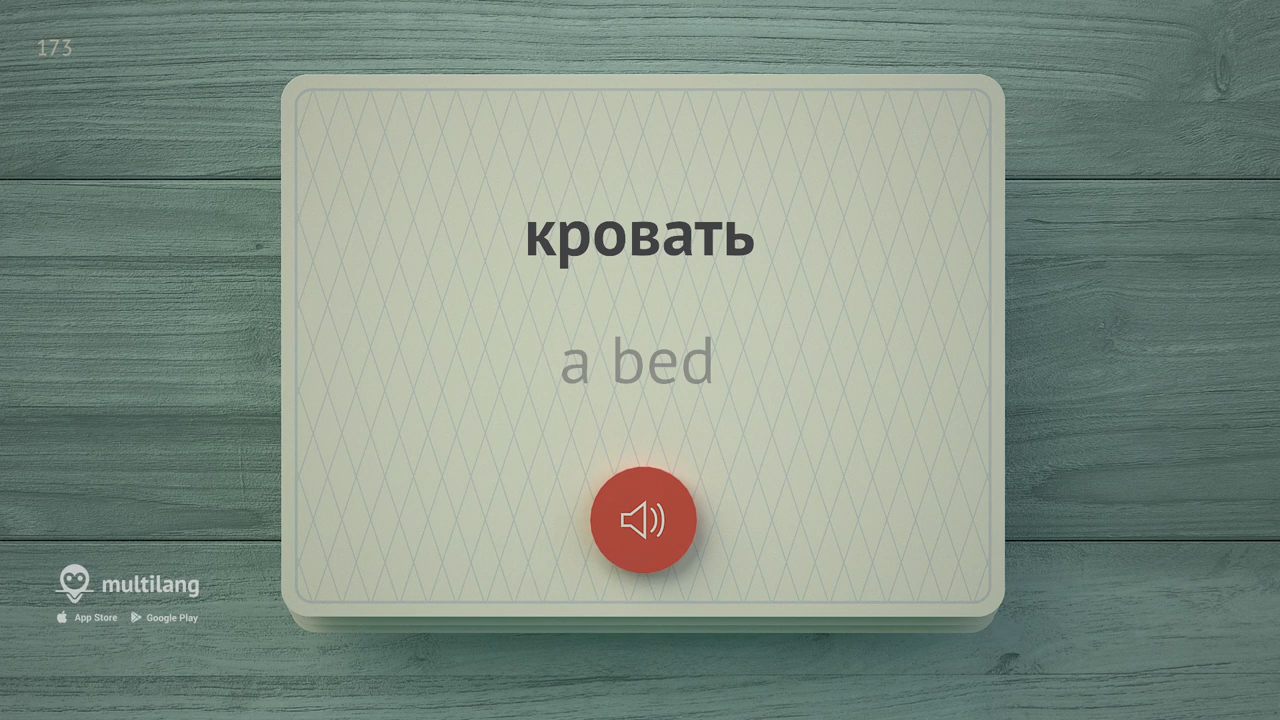 173
кровать
a bed
multilang
App Store
Google Play